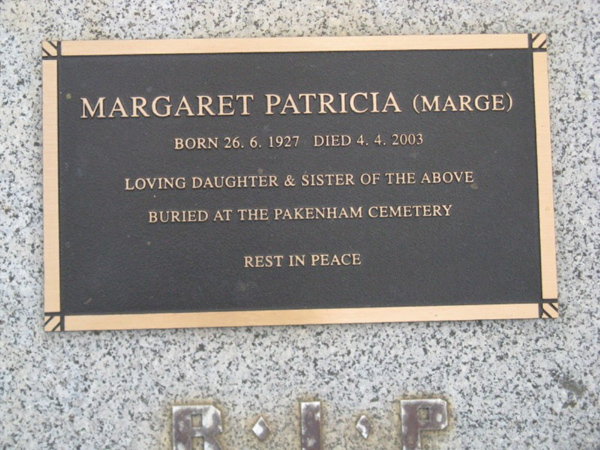 MARGARET PATRICIA (MARGE)
BORN 26. 6. 1927 DIED 4. 4. 2003
LOVING DAUGHTER & SISTER OF THE ABOVE
BURIED AT THE PAKENHAM CEMETERY
REST IN PEACE
R·I·P